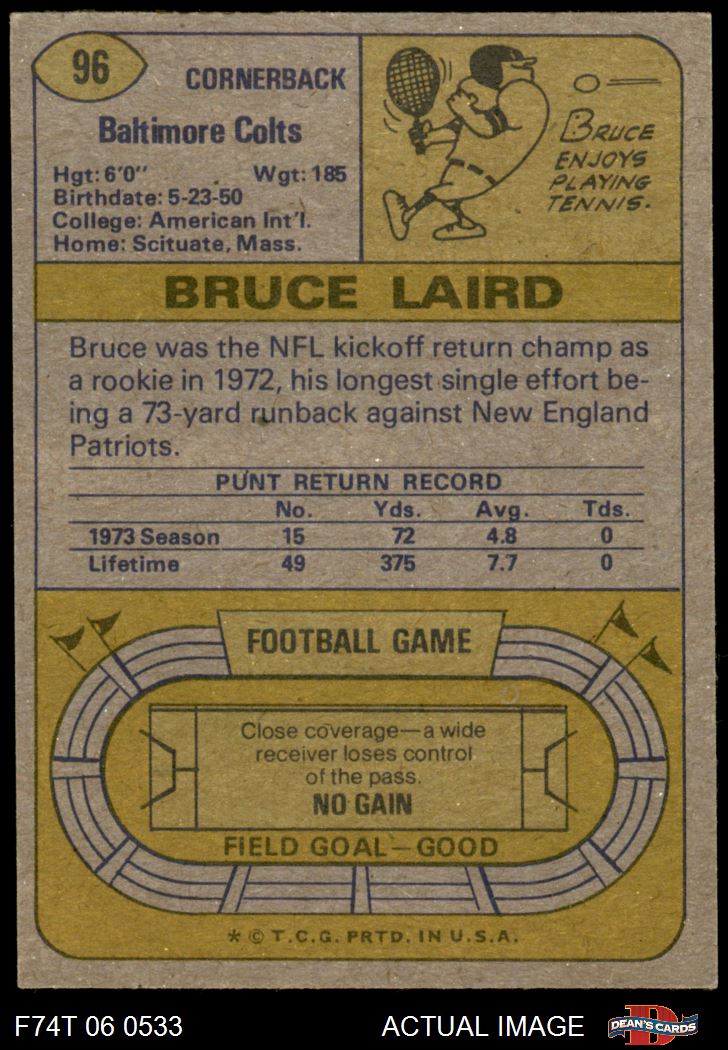 96
CORNERBACK
Baltimore Colts
Hgt: 6'0" Wgt: 185
Birthdate: 5-23-50
College: American Int'l.
Home: Scituate, Mass.
BRUCE
ENJOYS
PLAYING
TENNIS.
BRUCE LAIRD
Bruce was the NFL kickoff return champ as
a rookie in 1972, his longest single effort be-
ing a 73-yard runback against New England
Patriots.
PUNT RETURN RECORD
No. Yds. Avg. Tds.
1973 Season 15 72 4.8 0
Lifetime 49 375 7.7 0
FOOTBALL GAME
Close coverage—a wide
receiver loses control
of the pass.
NO GAIN
FIELD GOAL—GOOD
* © T.C.G. PRTD. IN U.S.A.
F74T 06 0533 ACTUAL IMAGE
DEAN'S CARDS